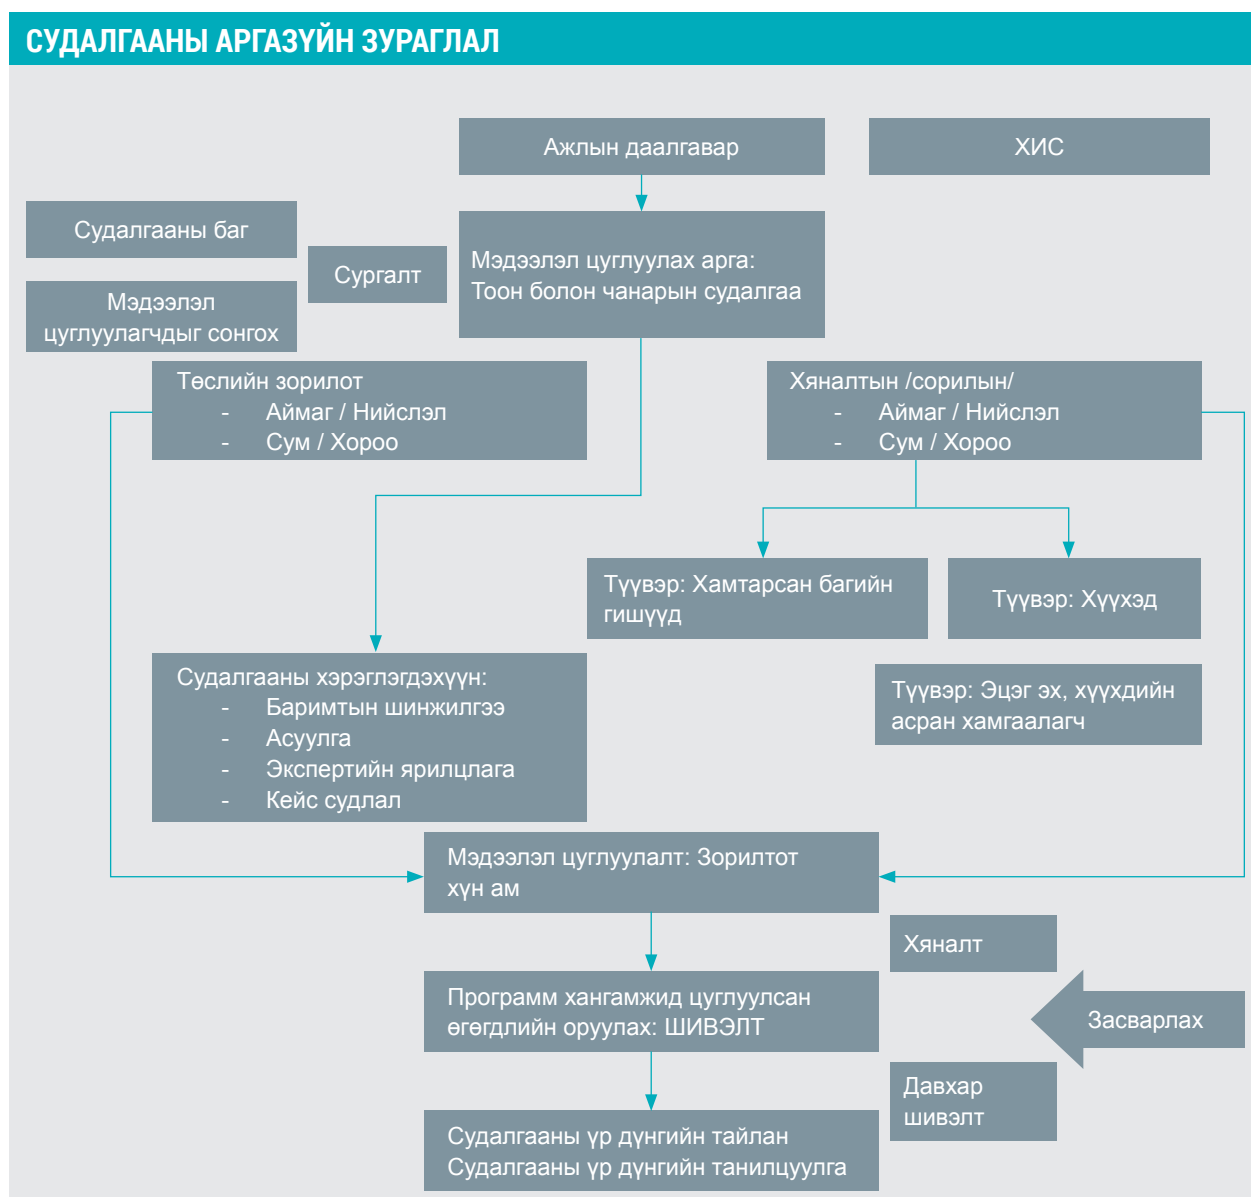 СУДАЛГААНЫ АРГАЗҮЙН ЗУРАГЛАЛ
Ажлын даалгавар
ХИС
Судалгааны баг
Сургалт
Мэдээлэл
цуглуулагчдыг сонгох
Мэдээлэл цуглуулах арга:
Тоон болон чанарын судалгаа
Төслийн зорилот
- Аймаг / Нийслэл
- Сум / Хороо
Хяналтын /сорилын/
- Аймаг / Нийслэл
- Сум / Хороо
Түүвэр: Хамтарсан багийн
гишүүд
Түүвэр: Хүүхэд
Түүвэр: Эцэг эх, хүүхдийн
асран хамгаалагч
Судалгааны хэрэглэгдэхүүн:
- Баримтын шинжилгээ
- Асуулга
- Экспертийн ярилцлага
- Кейс судлал
Мэдээлэл цуглуулалт: Зорилтот
хүн ам
Хяналт
Программ хангамжид цуглуулсан
өгөгдлийн оруулах: ШИВЭЛТ
Засварлах
Давхар
шивэлт
Судалгааны үр дүнгийн тайлан
Судалгааны үр дүнгийн танилцуулга